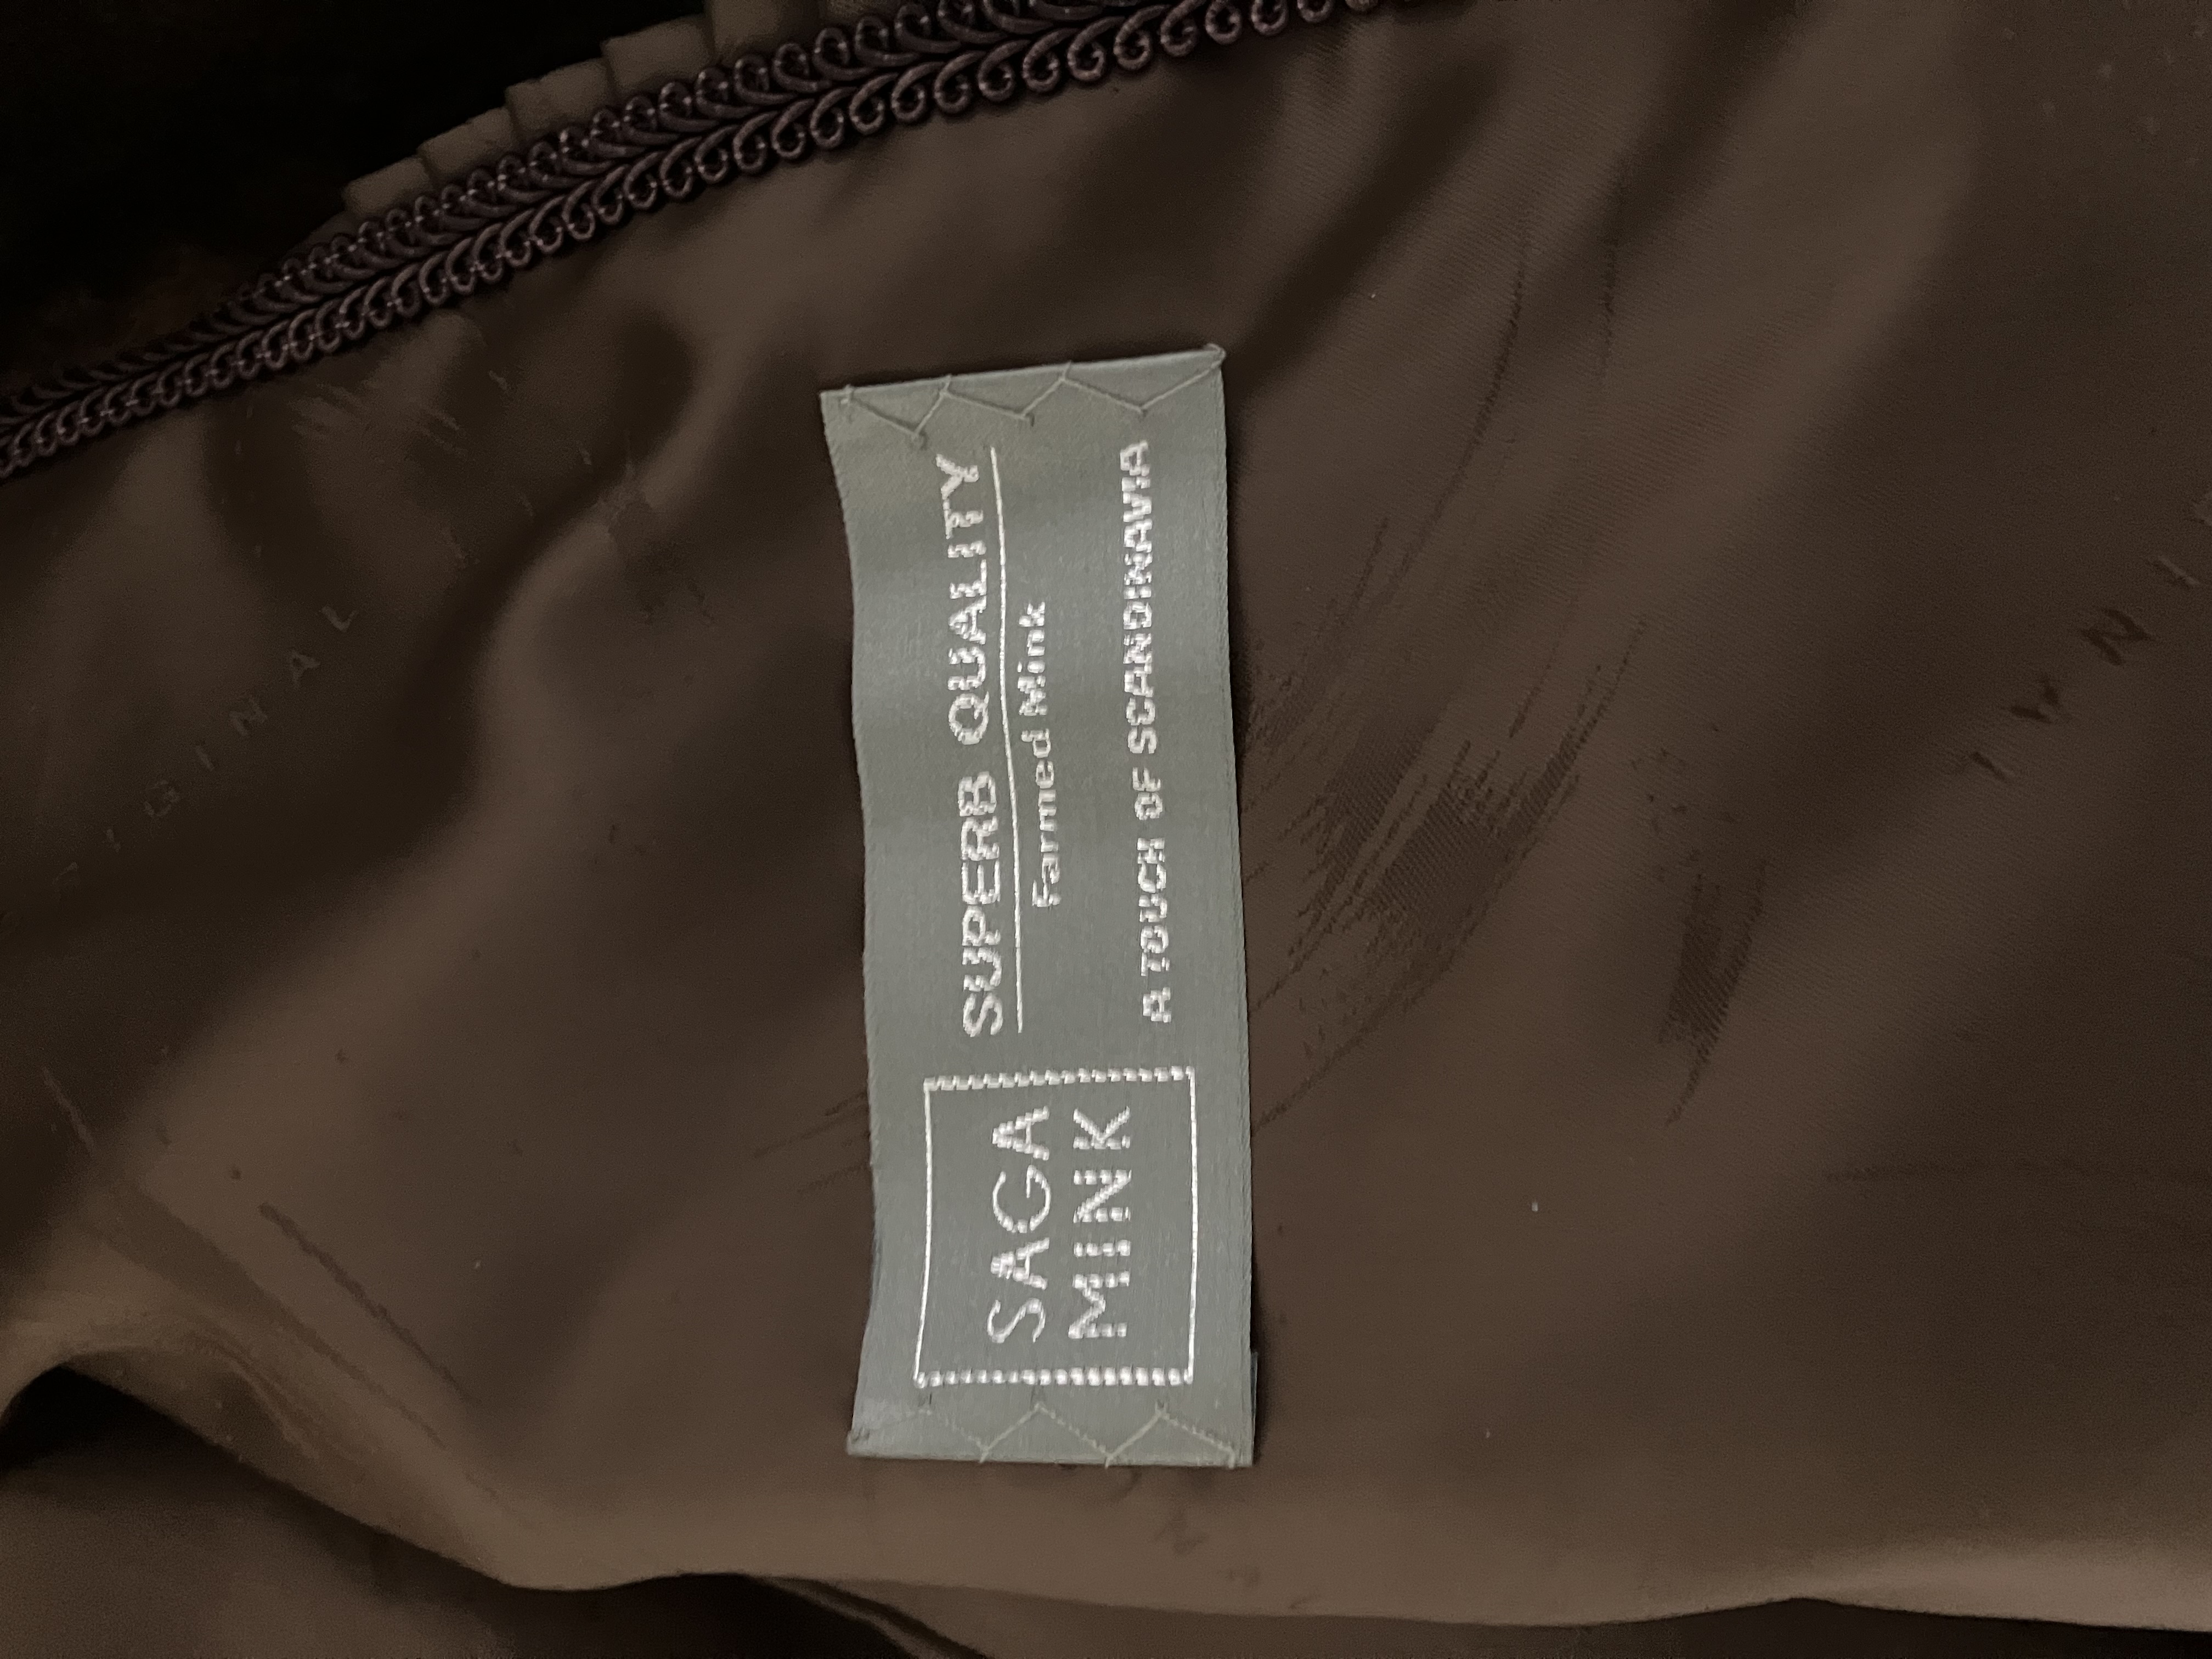 SAGA
MINK
SUPERB QUALITY
Farmed Mink
A TOUCH OF SCANDINAVIA